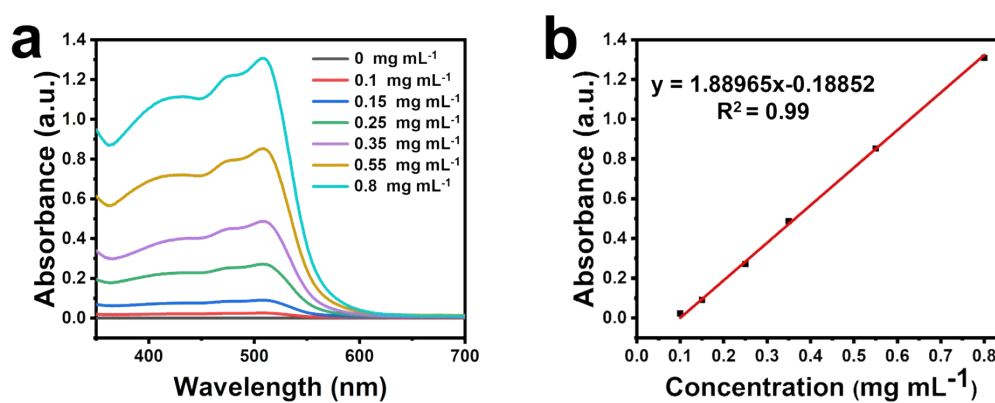 a
Absorbance (a.u.)
1.4
1.2
1.0
0.8
0.6
0.4
0.2
0.0
400
500
600
700
Wavelength (nm)
0 mg mL⁻¹
0.1 mg mL⁻¹
0.15 mg mL⁻¹
0.25 mg mL⁻¹
0.35 mg mL⁻¹
0.55 mg mL⁻¹
0.8 mg mL⁻¹
b
Absorbance (a.u.)
1.4
1.2
1.0
0.8
0.6
0.4
0.2
0.0
y = 1.88965x-0.18852
R² = 0.99
0.0 0.1 0.2 0.3 0.4 0.5 0.6 0.7 0.8
Concentration (mg mL⁻¹)